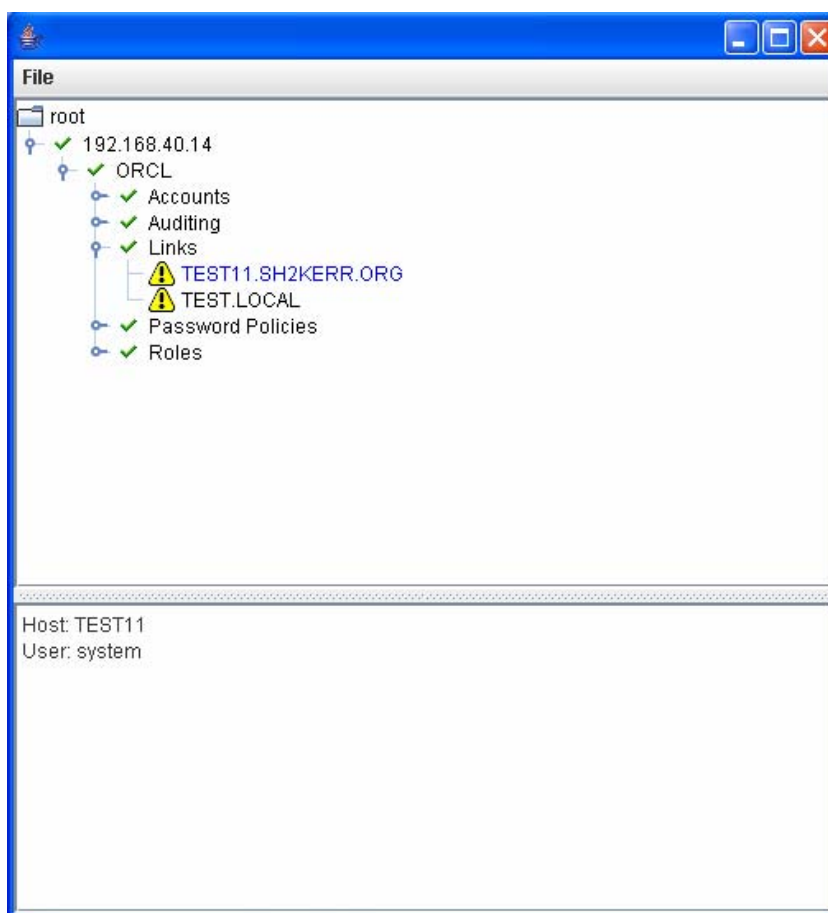 File
root
192.168.40.14
ORCL
Accounts
Auditing
Links
TEST11.SH2KERR.ORG
TEST.LOCAL
Password Policies
Roles
Host: TEST11
User: system